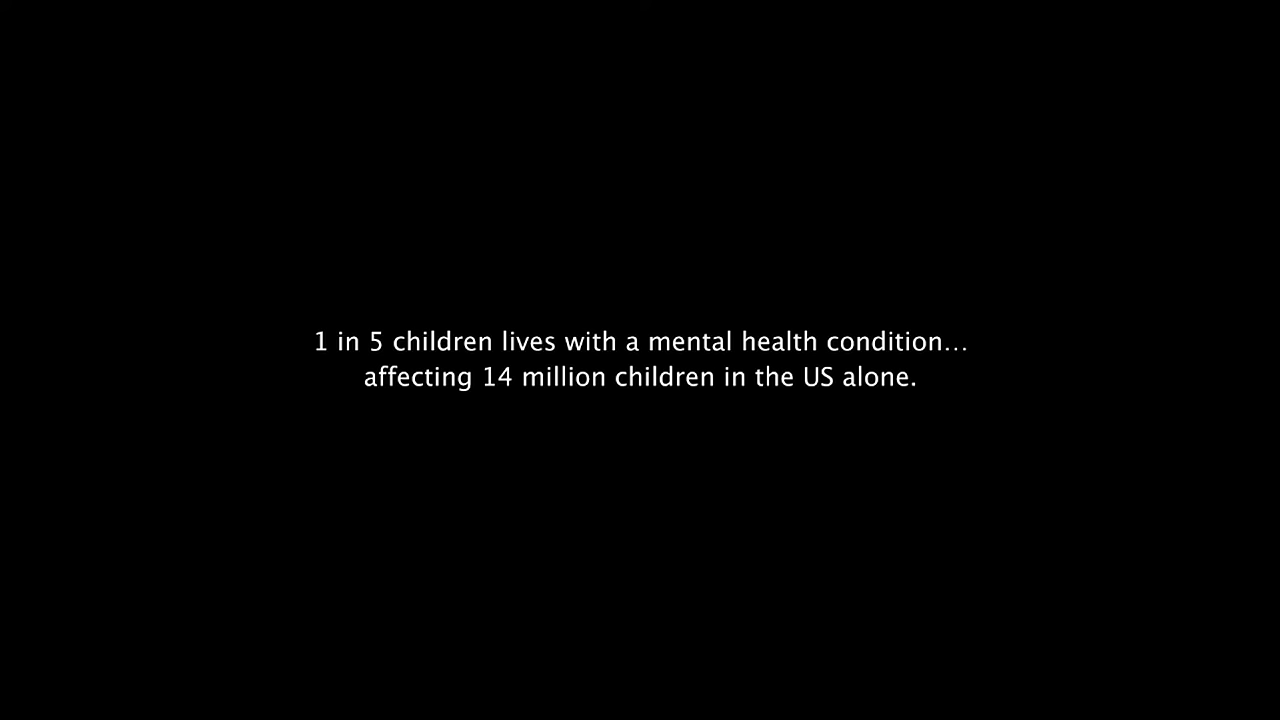 1 in 5 children lives with a mental health condition…
affecting 14 million children in the US alone.